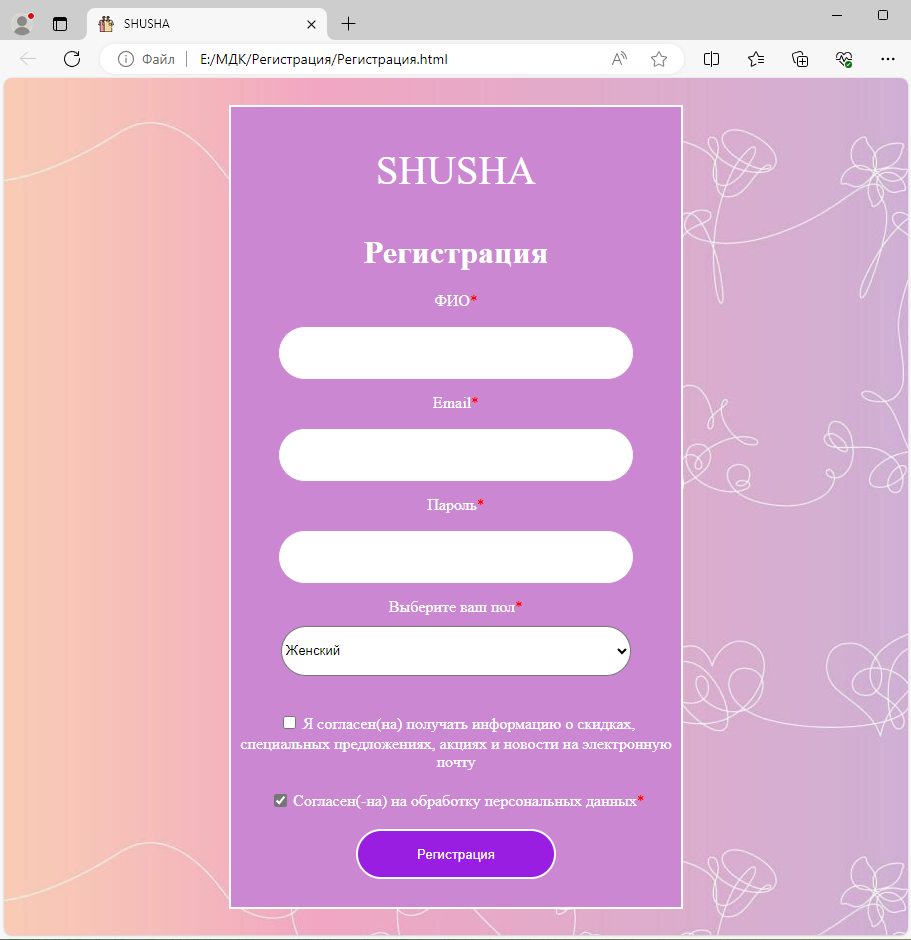 SHUSHA
Файл
E:/МДК/Регистрация/Регистрация.html
SHUSHA
Регистрация
ФИО*
Email*
Пароль*
Выберите ваш пол*
Женский
Я согласен(на) получать информацию о скидках,
специальных предложениях, акциях и новости на электронную
почту
Согласен(-на) на обработку персональных данных*
Регистрация